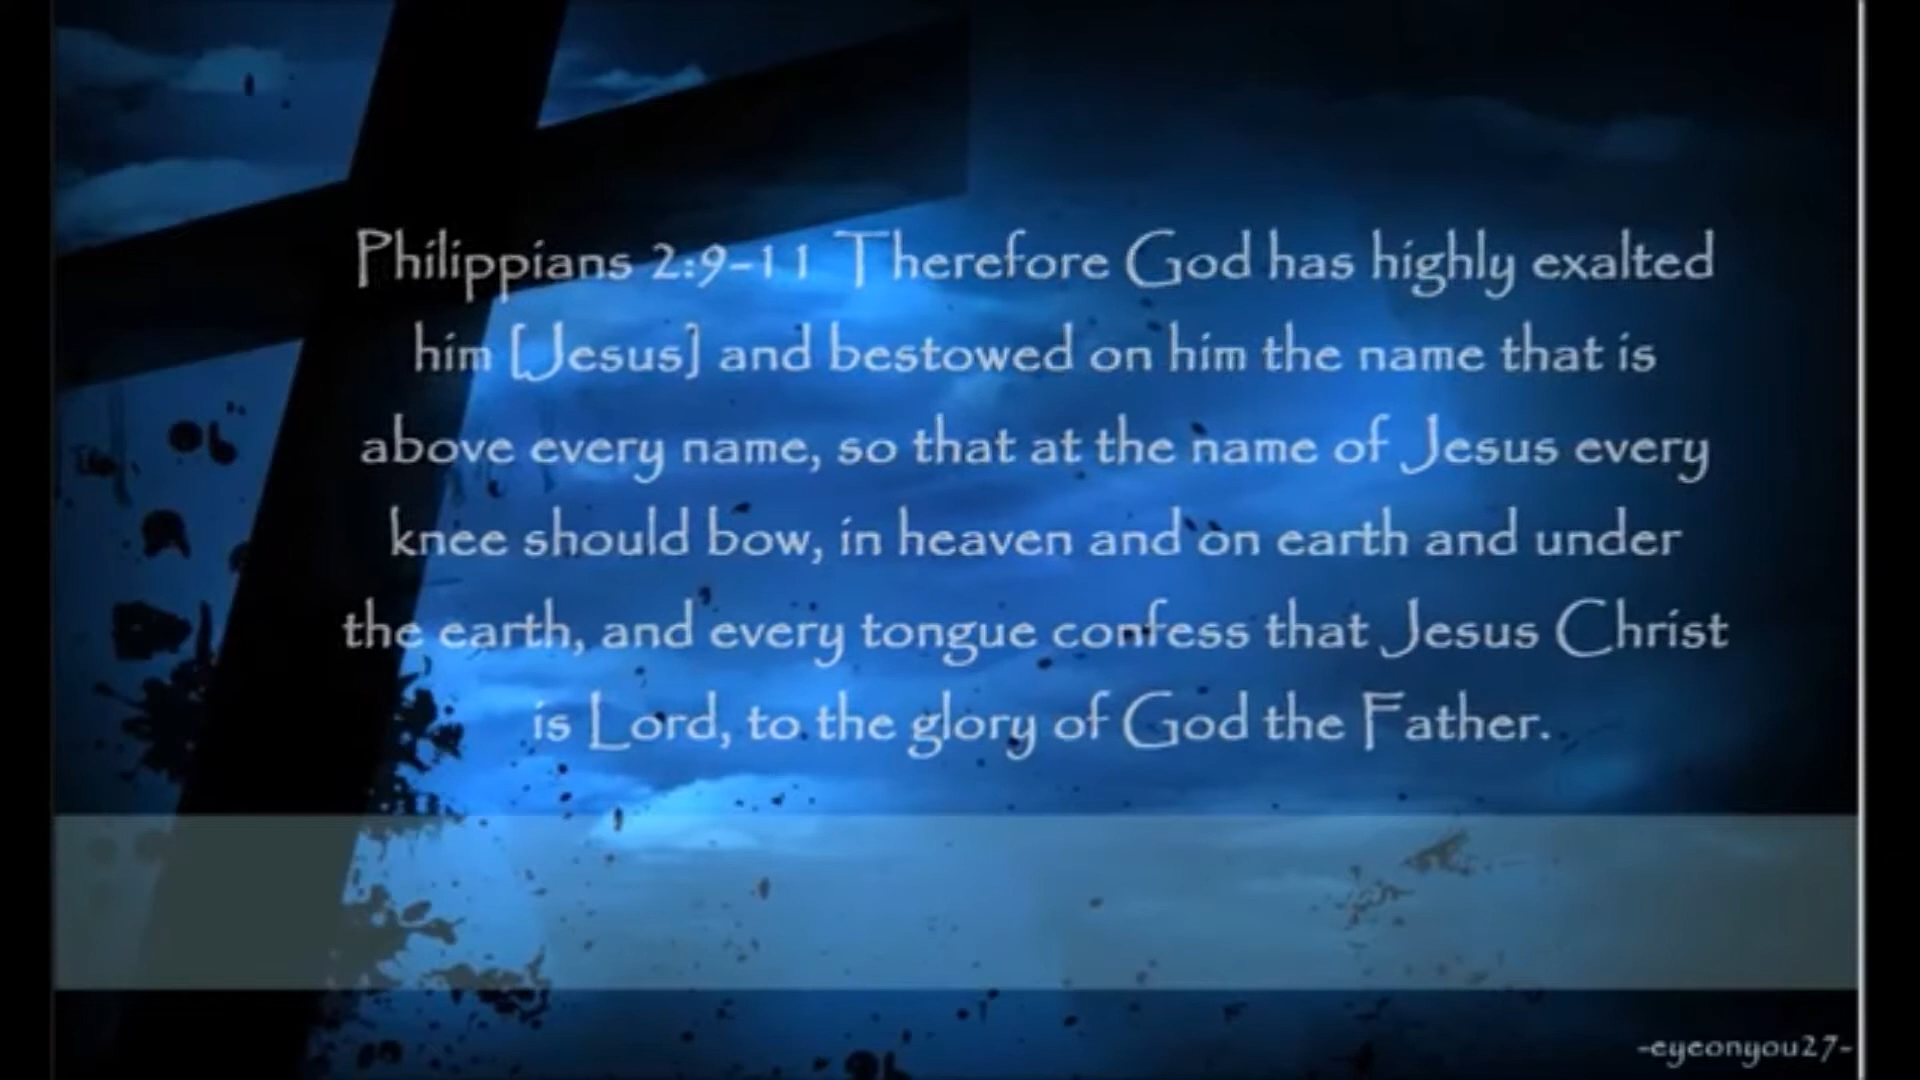 Philippians 2:9-11 Therefore God has highly exalted
him [Jesus] and bestowed on him the name that is
above every name, so that at the name of Jesus every
knee should bow, in heaven and on earth and under
the earth, and every tongue confess that Jesus Christ
is Lord, to the glory of God the Father.
-eyeonyou27-